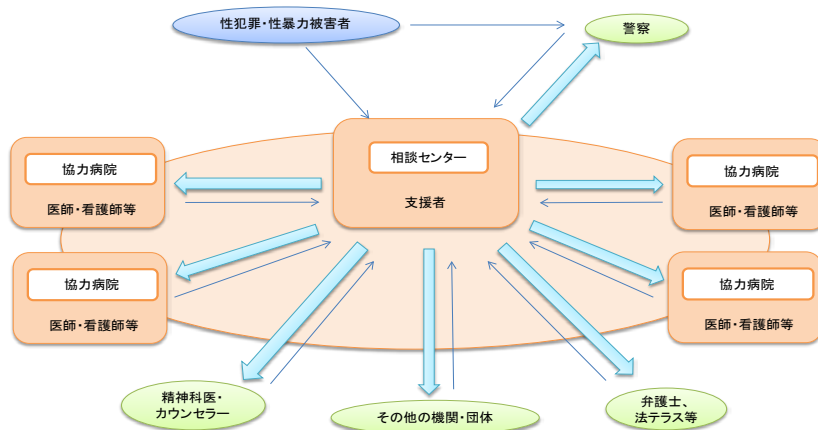 性犯罪・性暴力被害者
警察
相談センター
支援者
協力病院
医師・看護師等
協力病院
医師・看護師等
協力病院
医師・看護師等
協力病院
医師・看護師等
精神科医・
カウンセラー
その他の機関・団体
弁護士、
法テラス等